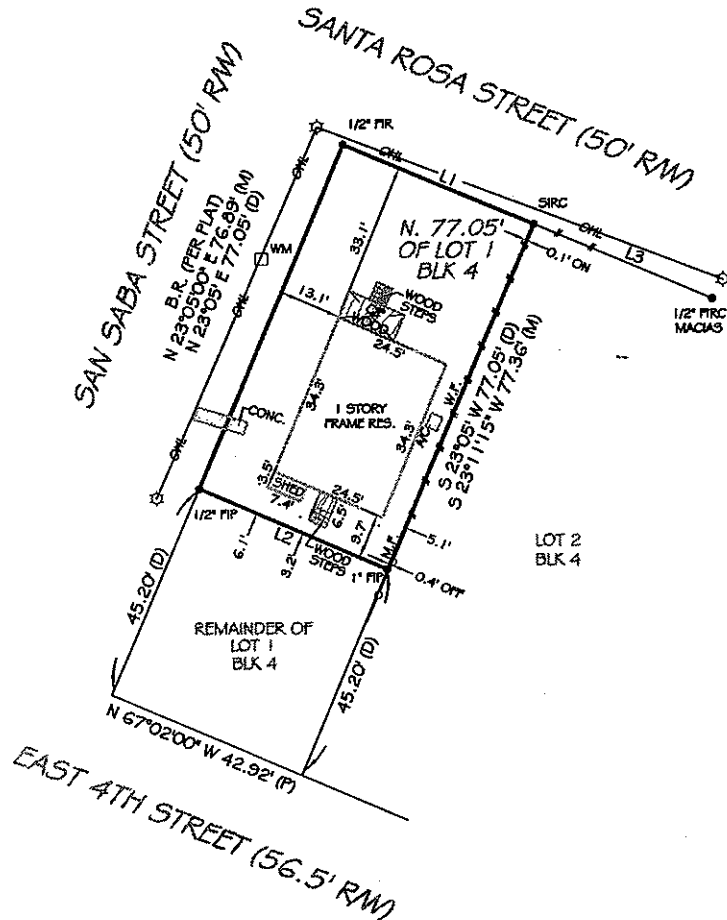 SANTA ROSA STREET (50' R/W)
SAN SABA STREET (50' R/W)
B.R. (PER PLAT)
N 23°05'00" E 76.89' (M)
N 23°05' E 77.05' (D)
1/2" FIR
OHL
L1
SIRC
OHL
L3
0.1' ON
1/2" FIRC
MACIAS
N. 77.05'
OF LOT 1
BLK 4
33.1'
OHL
WM
OHL
13.1'
WOOD
STEPS
WOOD
24.5'
34.3'
1 STORY
FRAME RES.
34.3'
A/C
W.F.
S 23°05' W 77.05' (D)
S 23°11'15" W 77.36' (M)
CONC.
OHL
3.5'
SHED
7.4'
24.5'
6.5'
9.7'
1/2" FIP
6.1'
L2
3.2'
WOOD
STEPS
1" FIP
M.F.
5.1'
0.4' OFF
LOT 2
BLK 4
45.20' (D)
REMAINDER OF
LOT 1
BLK 4
45.20' (D)
N 67°02'00" W 42.92' (P)
EAST 4TH STREET (56.5' R/W)